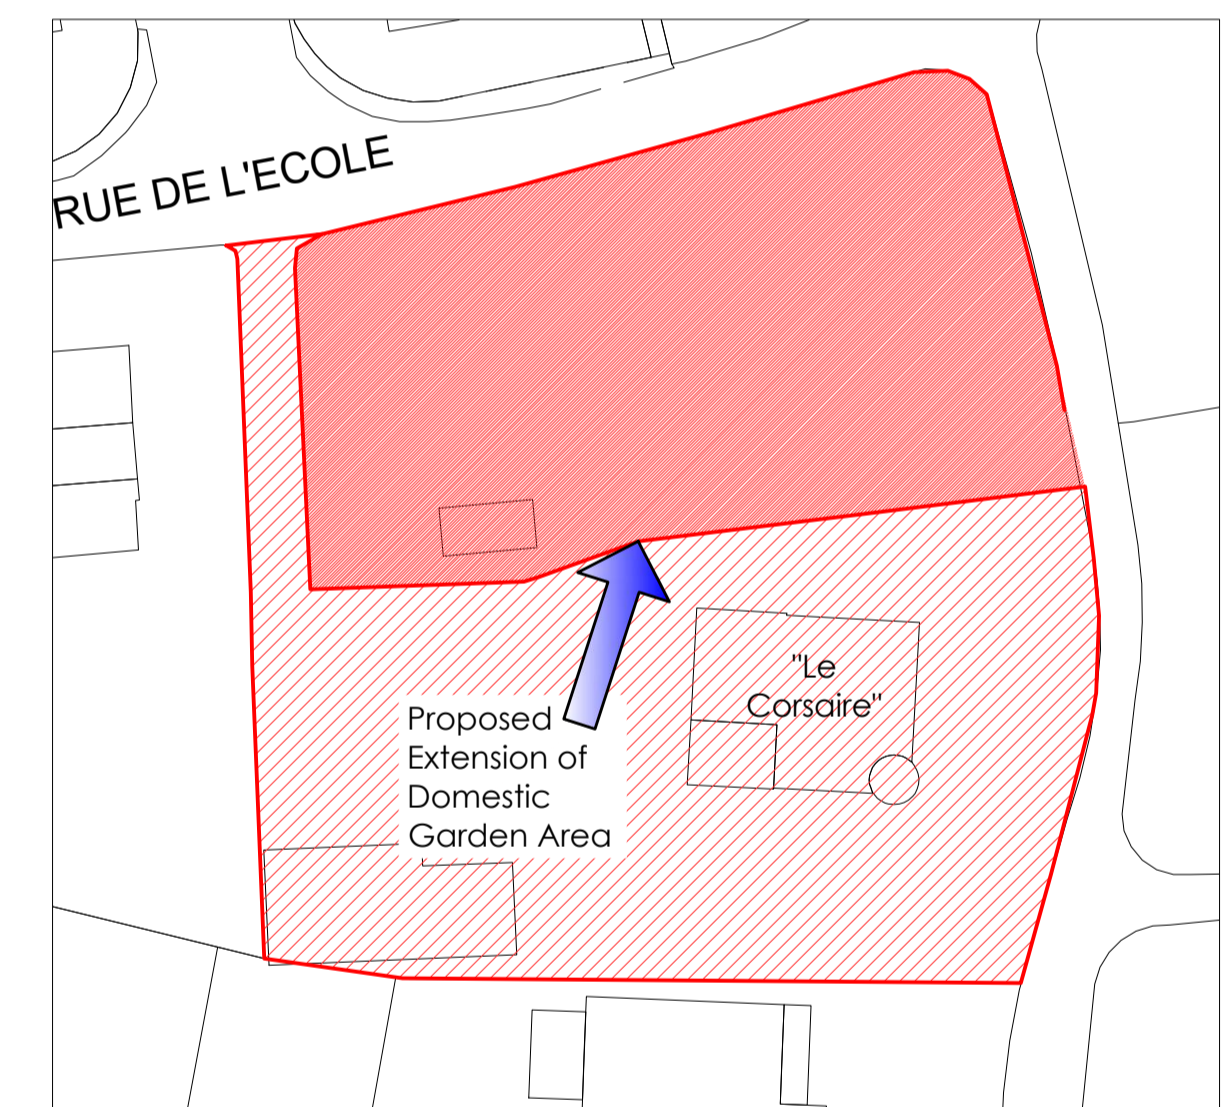 RUE DE L'ECOLE
"Le
Corsaire"
Proposed
Extension of
Domestic
Garden Area